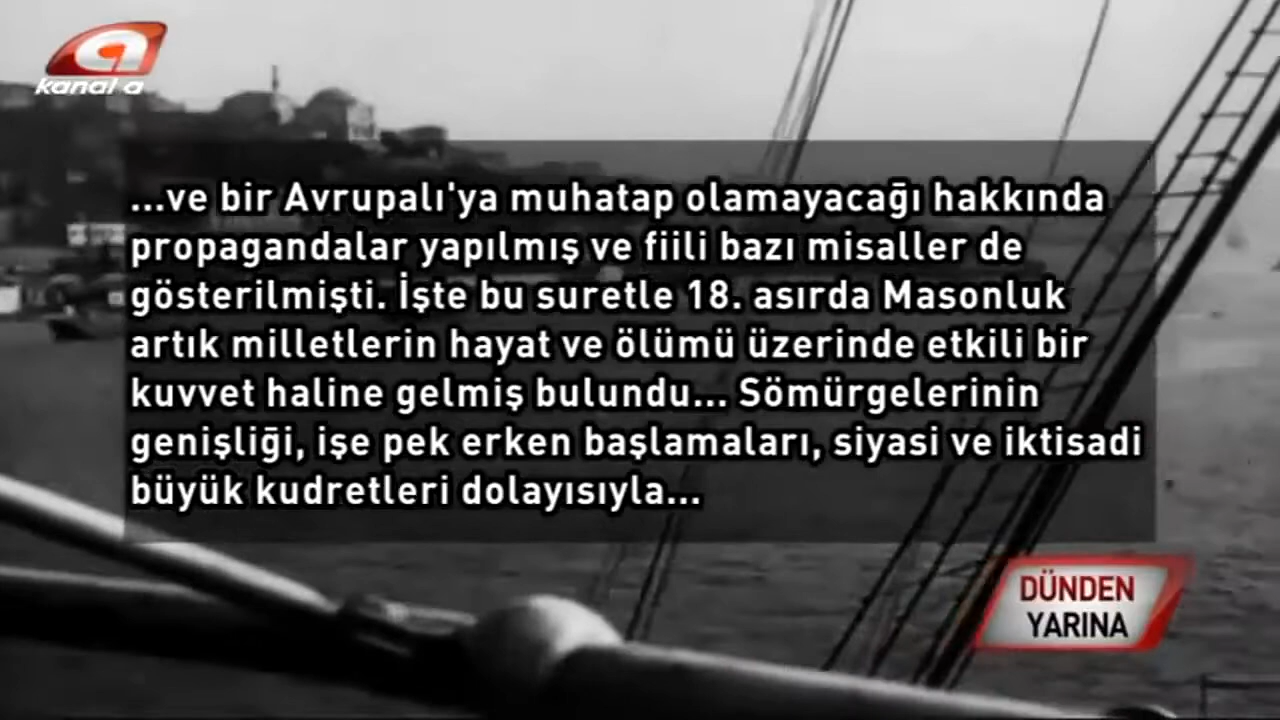 kanal a
...ve bir Avrupalı'ya muhatap olamayacağı hakkında
propagandalar yapılmış ve fiili bazı misaller de
gösterilmişti. İşte bu suretle 18. asırda Masonluk
artık milletlerin hayat ve ölümü üzerinde etkili bir
kuvvet haline gelmiş bulundu... Sömürgelerinin
genişliği, işe pek erken başlamaları, siyasi ve iktisadi
büyük kudretleri dolayısıyla...
DÜNDEN
YARINA